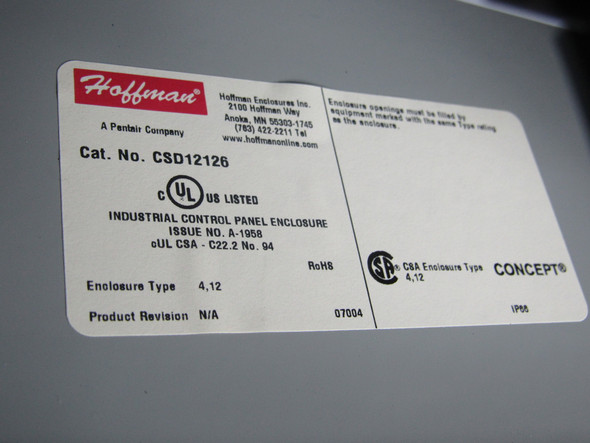 Hoffman®
A Pentair Company
Hoffman Enclosures Inc.
2100 Hoffman Way
Anoka, MN 55303-1745
(763) 422-2211 Tel
www.hoffmanonline.com
Cat. No. CSD12126
C UL US LISTED
INDUSTRIAL CONTROL PANEL ENCLOSURE
ISSUE NO. A-1958
cUL CSA - C22.2 No. 94
RoHS
Enclosure Type 4,12
Product Revision N/A
07004
Enclosure openings must be filled by
equipment marked with the same Type rating
as the enclosure.
SA® CSA Enclosure Type
4,12
CONCEPT®
IP66